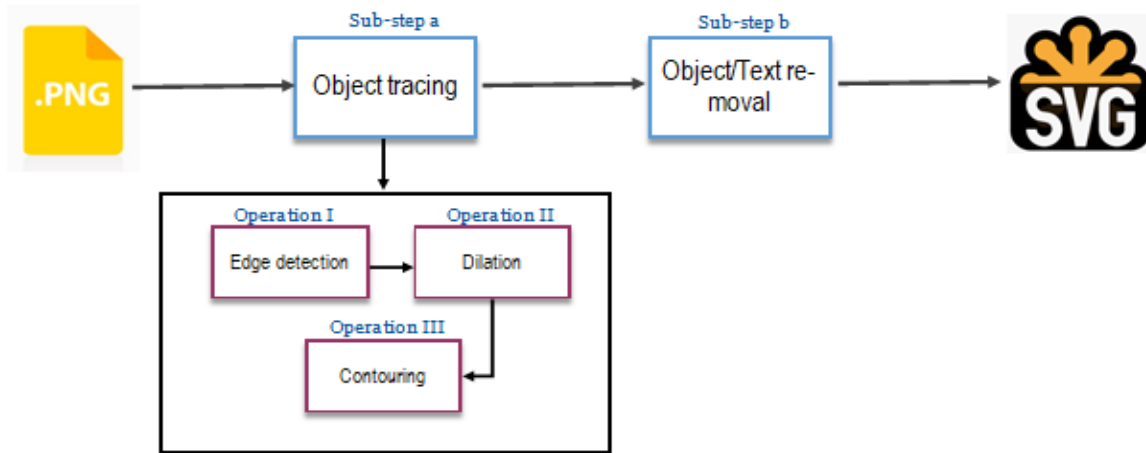 Sub-step a
Sub-step b
.PNG
Object tracing
Object/Text re-
moval
SVG
Operation I
Operation II
Edge detection
Dilation
Operation III
Contouring